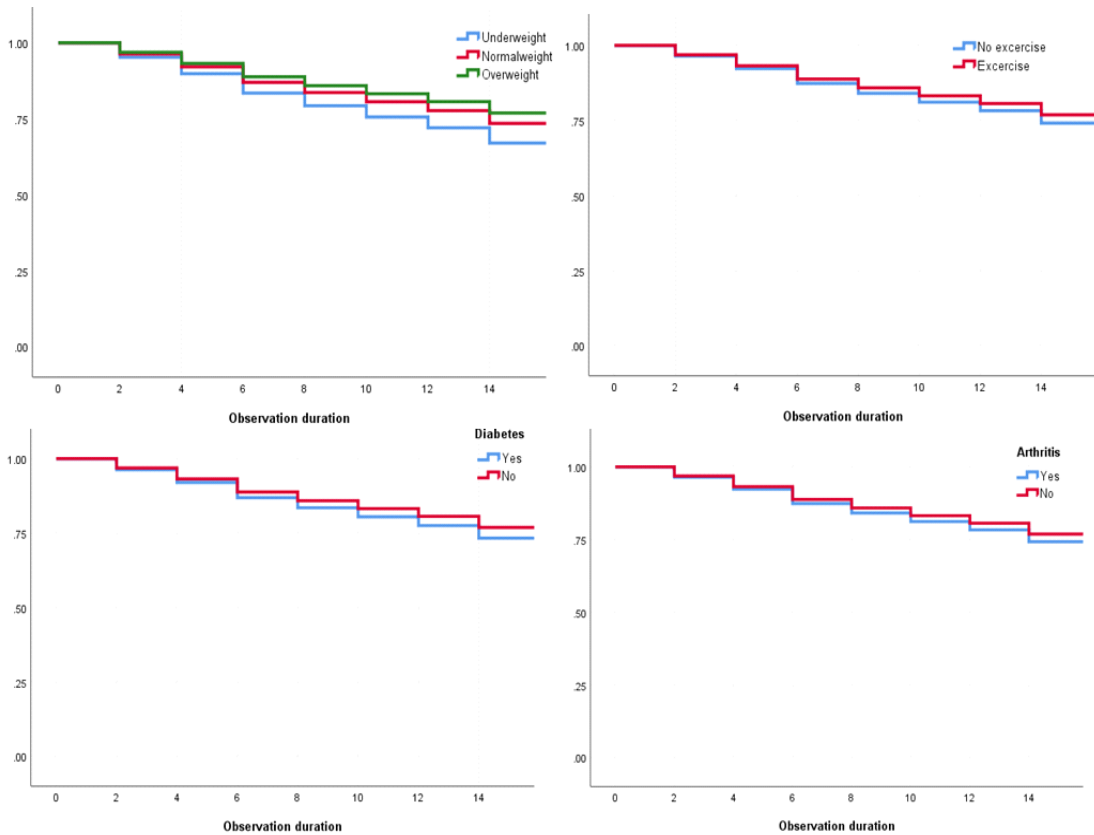 Underweight
Normalweight
Overweight
1.00
.75
.50
.25
.00
0 2 4 6 8 10 12 14
Observation duration
No excercise
Excercise
1.00
.75
.50
.25
.00
0 2 4 6 8 10 12 14
Observation duration
Diabetes
Yes
No
1.00
.75
.50
.25
.00
0 2 4 6 8 10 12 14
Observation duration
Arthritis
Yes
No
1.00
.75
.50
.25
.00
0 2 4 6 8 10 12 14
Observation duration